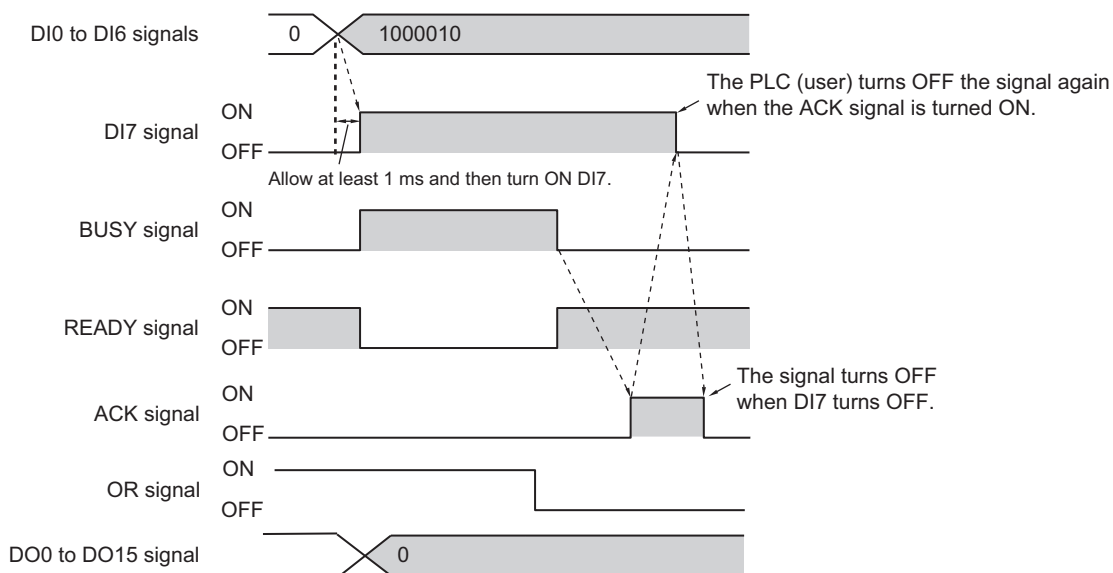 DI0 to DI6 signals
0
1000010
The PLC (user) turns OFF the signal again
when the ACK signal is turned ON.
DI7 signal
ON
OFF
Allow at least 1 ms and then turn ON DI7.
BUSY signal
ON
OFF
READY signal
ON
OFF
The signal turns OFF
when DI7 turns OFF.
ACK signal
ON
OFF
OR signal
ON
OFF
DO0 to DO15 signal
0